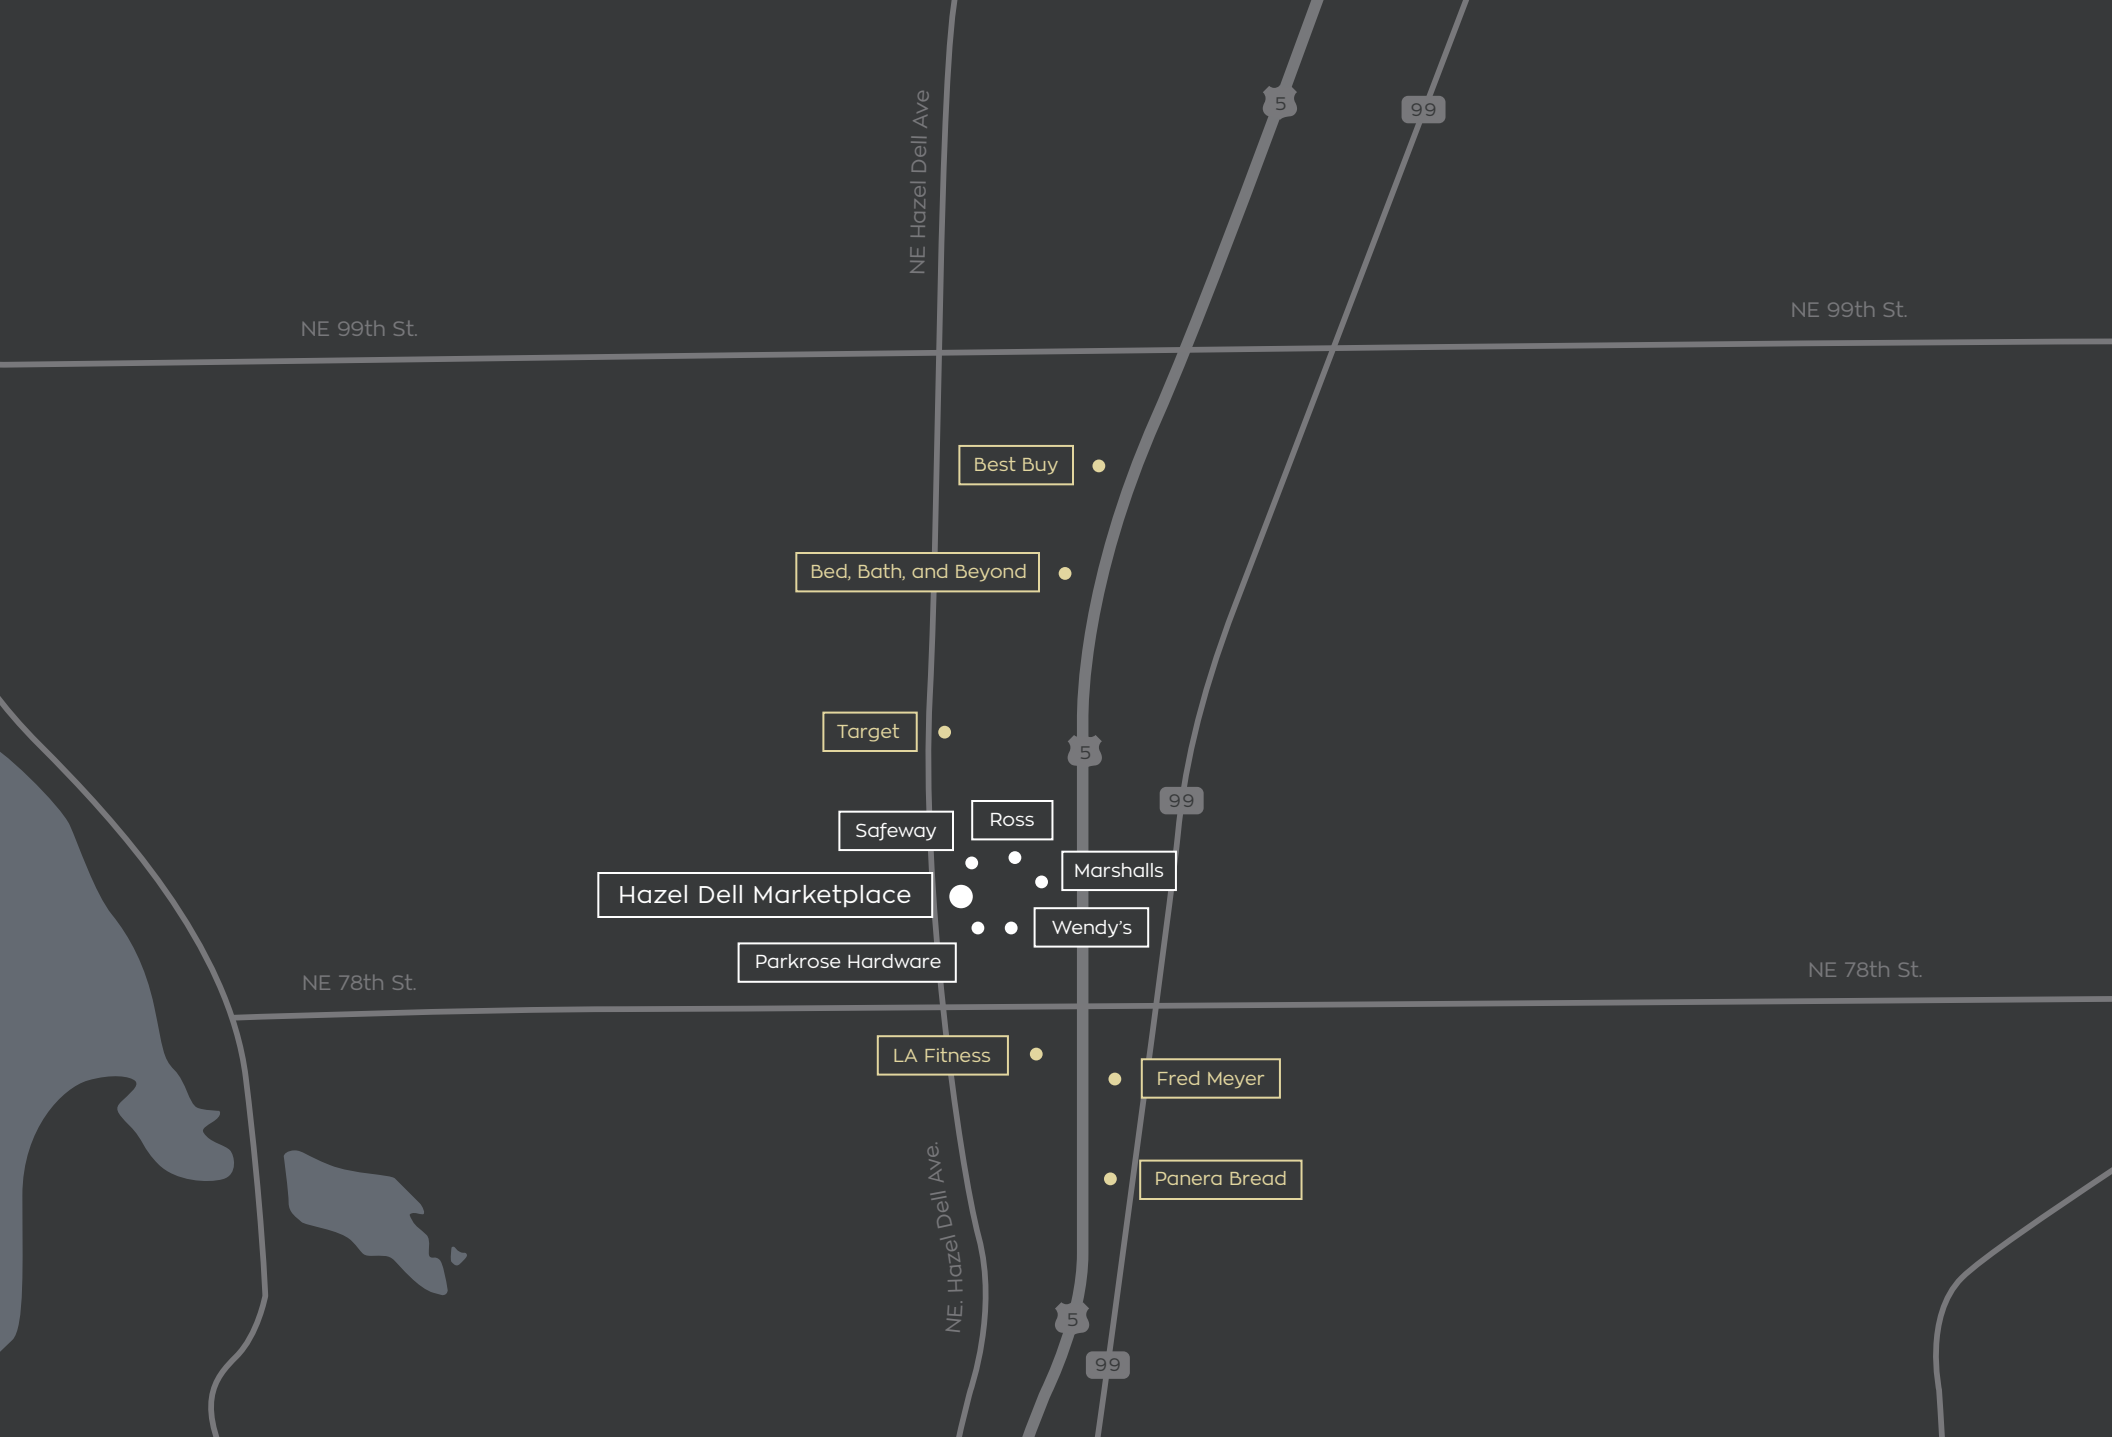 5
99
NE Hazel Dell Ave
NE 99th St.
NE 99th St.
Best Buy
Bed, Bath, and Beyond
Target
5
99
Safeway
Ross
Marshalls
Hazel Dell Marketplace
Wendy's
Parkrose Hardware
NE 78th St.
NE 78th St.
LA Fitness
Fred Meyer
Panera Bread
NE. Hazel Dell Ave.
5
99